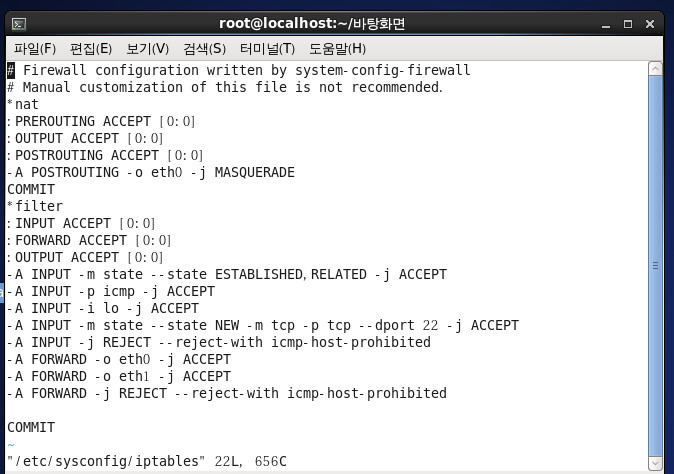 root@localhost:~/바탕화면
파일(F) 편집(E) 보기(V) 검색(S) 터미널(T) 도움말(H)
# Firewall configuration written by system-config-firewall
# Manual customization of this file is not recommended.
*nat
:PREROUTING ACCEPT [0:0]
:OUTPUT ACCEPT [0:0]
:POSTROUTING ACCEPT [0:0]
-A POSTROUTING -o eth0 -j MASQUERADE
COMMIT
*filter
:INPUT ACCEPT [0:0]
:FORWARD ACCEPT [0:0]
:OUTPUT ACCEPT [0:0]
-A INPUT -m state --state ESTABLISHED,RELATED -j ACCEPT
-A INPUT -p icmp -j ACCEPT
-A INPUT -i lo -j ACCEPT
-A INPUT -m state --state NEW -m tcp -p tcp --dport 22 -j ACCEPT
-A INPUT -j REJECT --reject-with icmp-host-prohibited
-A FORWARD -o eth0 -j ACCEPT
-A FORWARD -o eth1 -j ACCEPT
-A FORWARD -j REJECT --reject-with icmp-host-prohibited
COMMIT
~
"/etc/sysconfig/iptables" 22L, 656C